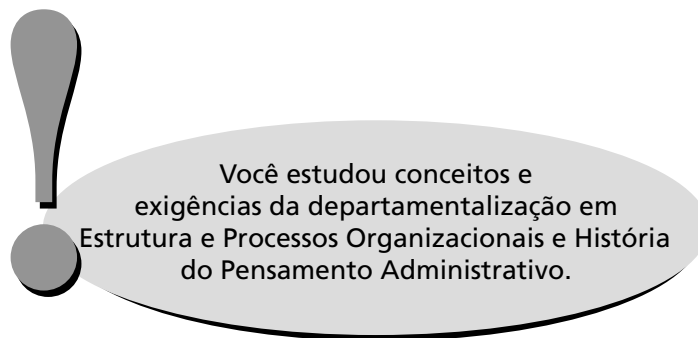 Você estudou conceitos e
exigências da departamentalização em
Estrutura e Processos Organizacionais e História
do Pensamento Administrativo.